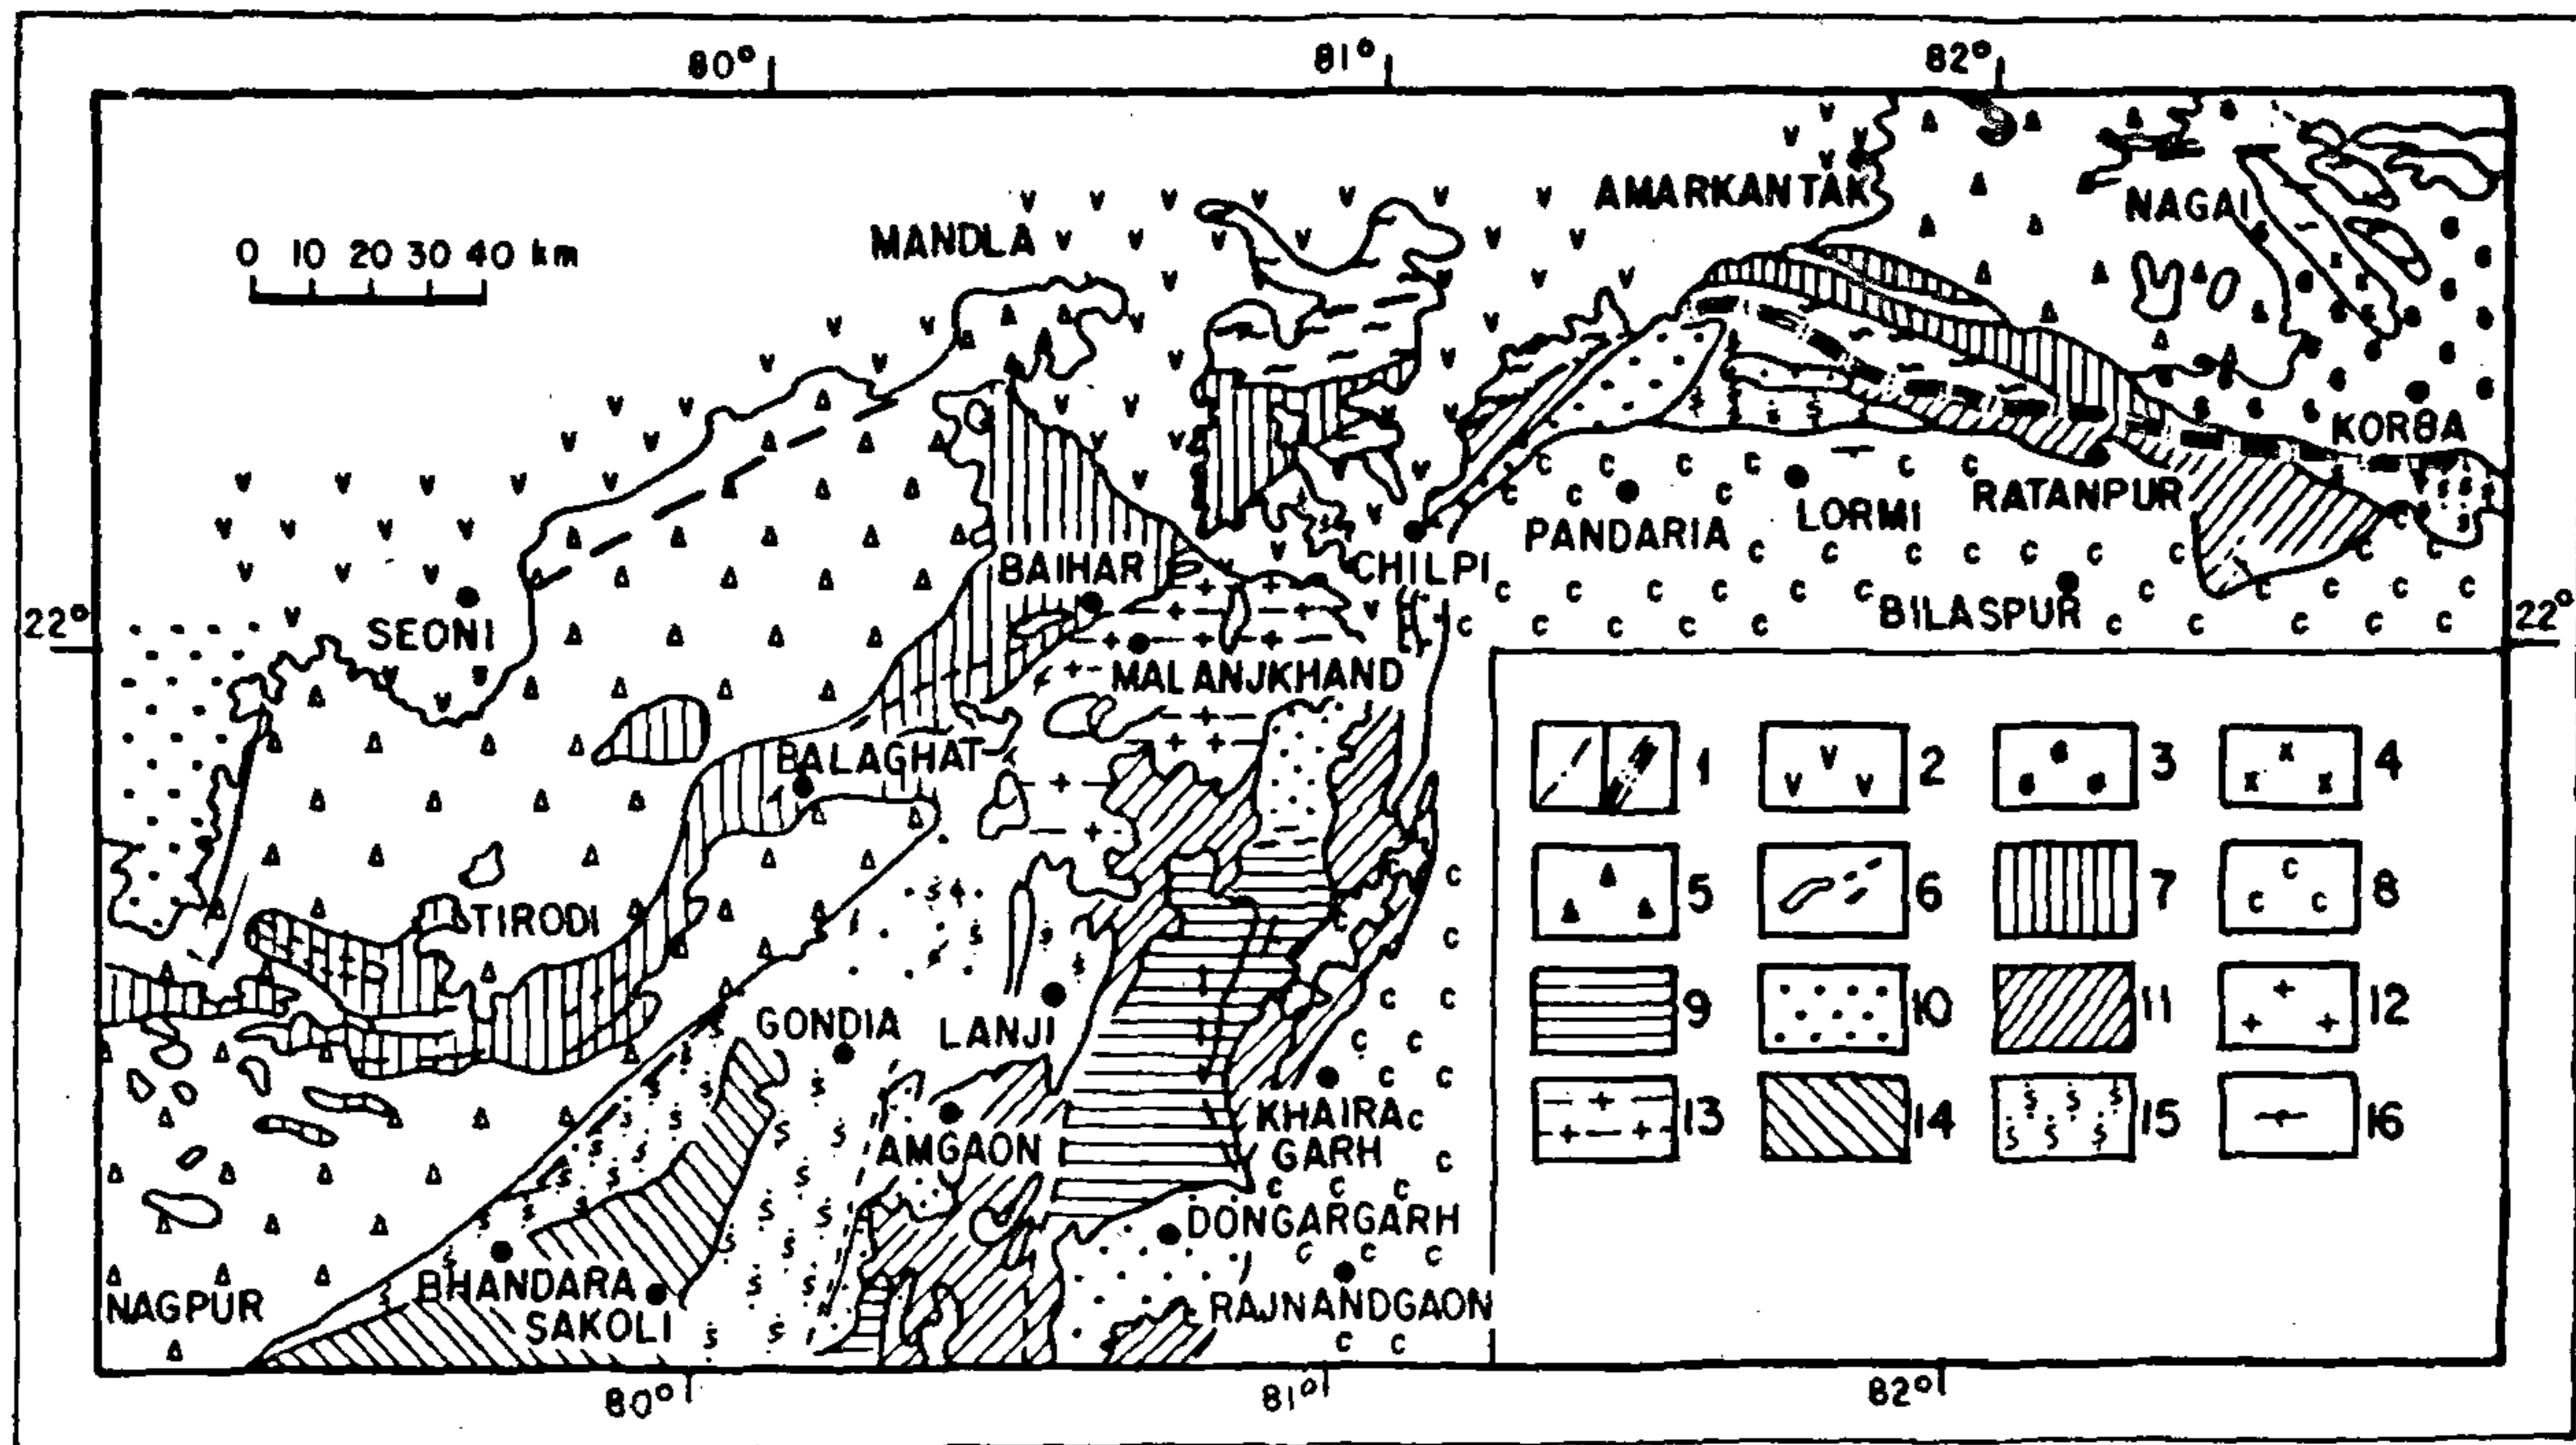 80° 81° 82°
AMARKANTAK
NAGAI
MANDLA
0 10 20 30 40 km
KORBA
RATANPUR
LORMI
PANDARIA
BAIHAR
CHILPI
22° 22°
SEONI
BILASPUR
MALANJKHAND
BALAGHAT
1 2 3 4
5 6 7 8
TIRODI
9 10 11 12
GONDIA LANJI
13 14 15 16
KHAIRA
GARH
AMGAON
DONGARGARH
BHANDARA
NAGPUR
SAKOLI
RAJNANDGAON
80° 81° 82°